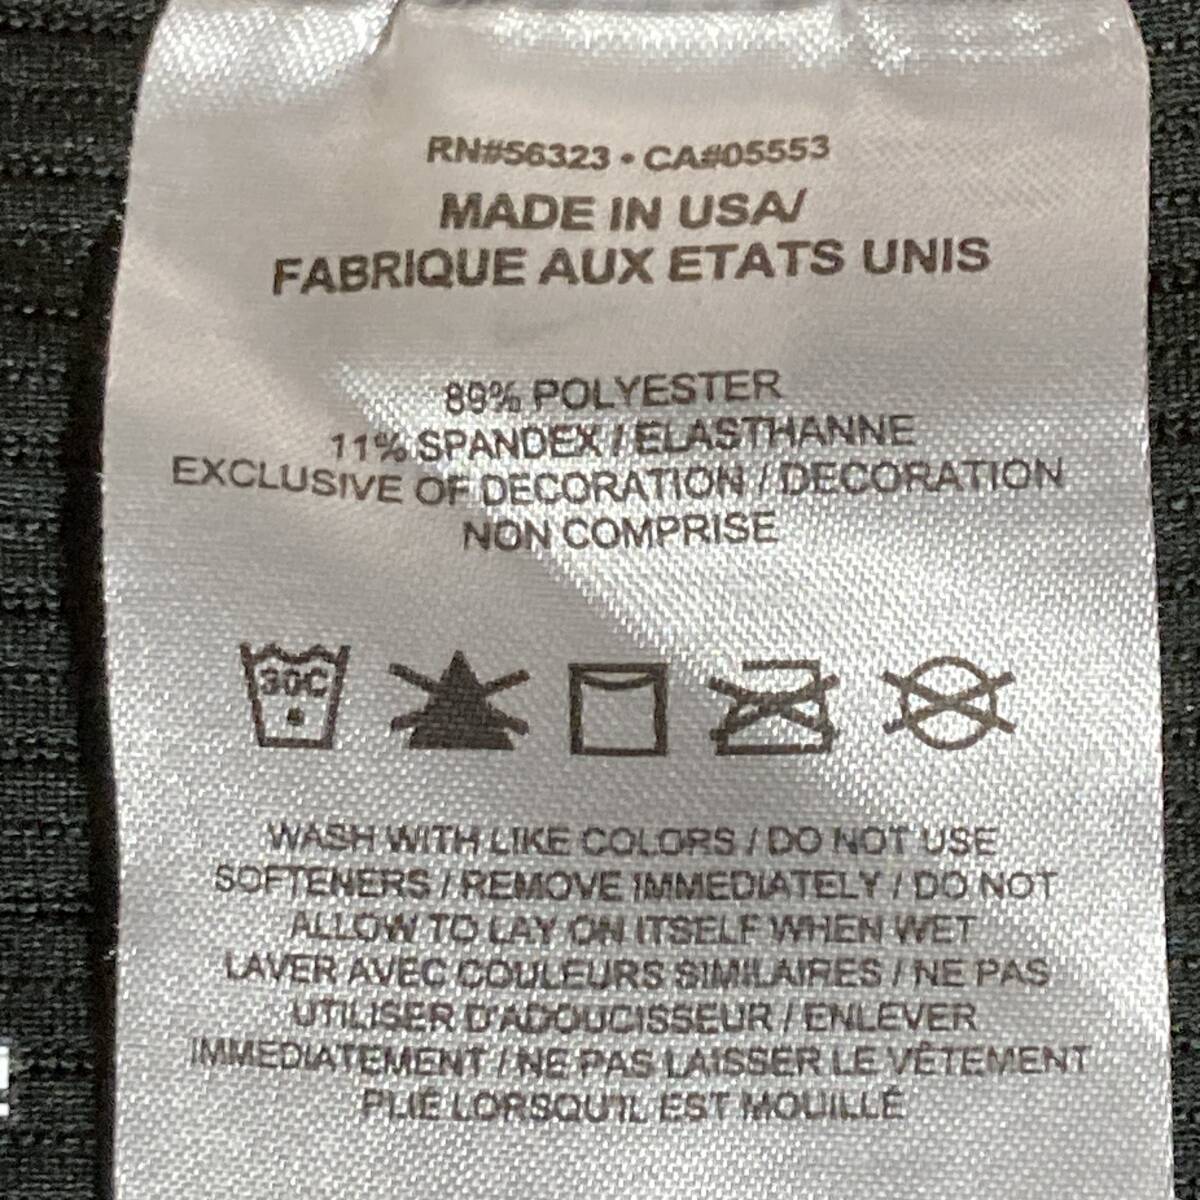 RN#56323 • CA#05553
MADE IN USA/
FABRIQUE AUX ETATS UNIS
89% POLYESTER
11% SPANDEX / ELASTHANNE
EXCLUSIVE OF DECORATION / DECORATION
NON COMPRISE
30C
WASH WITH LIKE COLORS / DO NOT USE
SOFTENERS / REMOVE IMMEDIATELY / DO NOT
ALLOW TO LAY ON ITSELF WHEN WET
LAVER AVEC COULEURS SIMILAIRES / NE PAS
UTILISER D'ADOUCISSEUR / ENLEVER
IMMEDIATEMENT / NE PAS LAISSER LE VÊTEMENT
PLIÉ LORSQU'IL EST MOUILLÉ